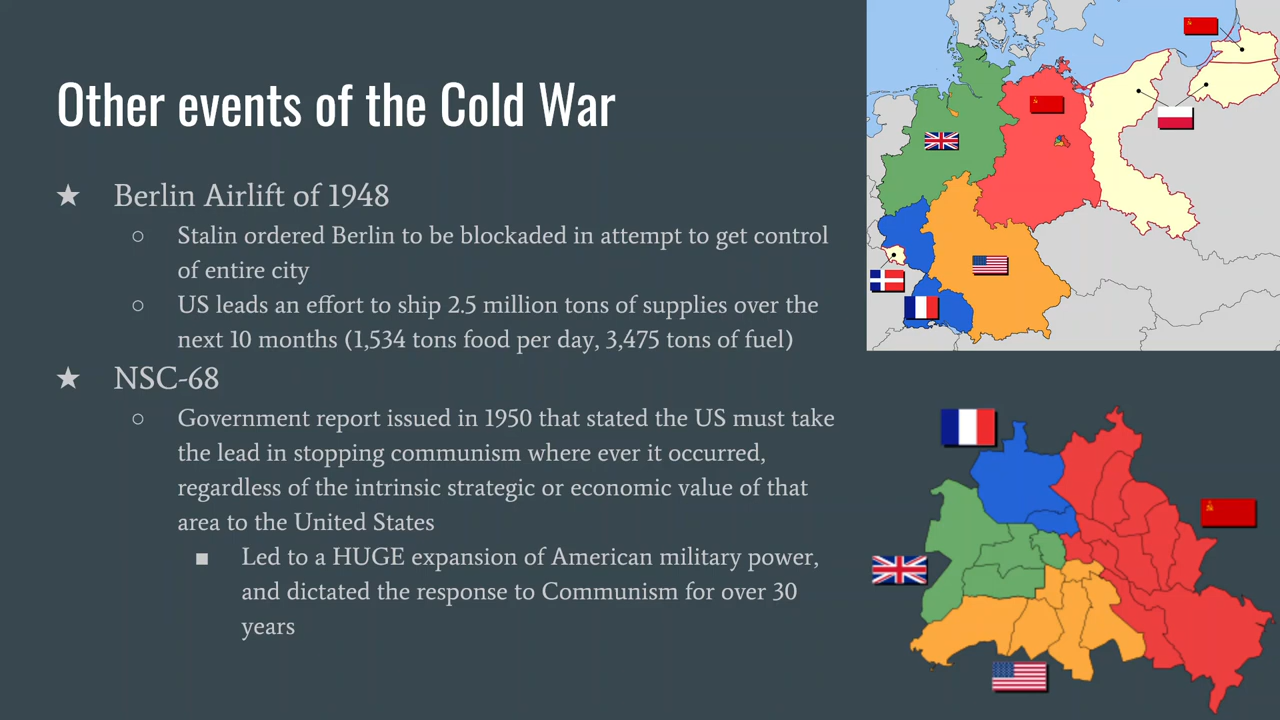 Other events of the Cold War
★ Berlin Airlift of 1948
○ Stalin ordered Berlin to be blockaded in attempt to get control
of entire city
○ US leads an effort to ship 2.5 million tons of supplies over the
next 10 months (1,534 tons food per day, 3,475 tons of fuel)
★ NSC-68
○ Government report issued in 1950 that stated the US must take
the lead in stopping communism where ever it occurred,
regardless of the intrinsic strategic or economic value of that
area to the United States
■ Led to a HUGE expansion of American military power,
and dictated the response to Communism for over 30
years